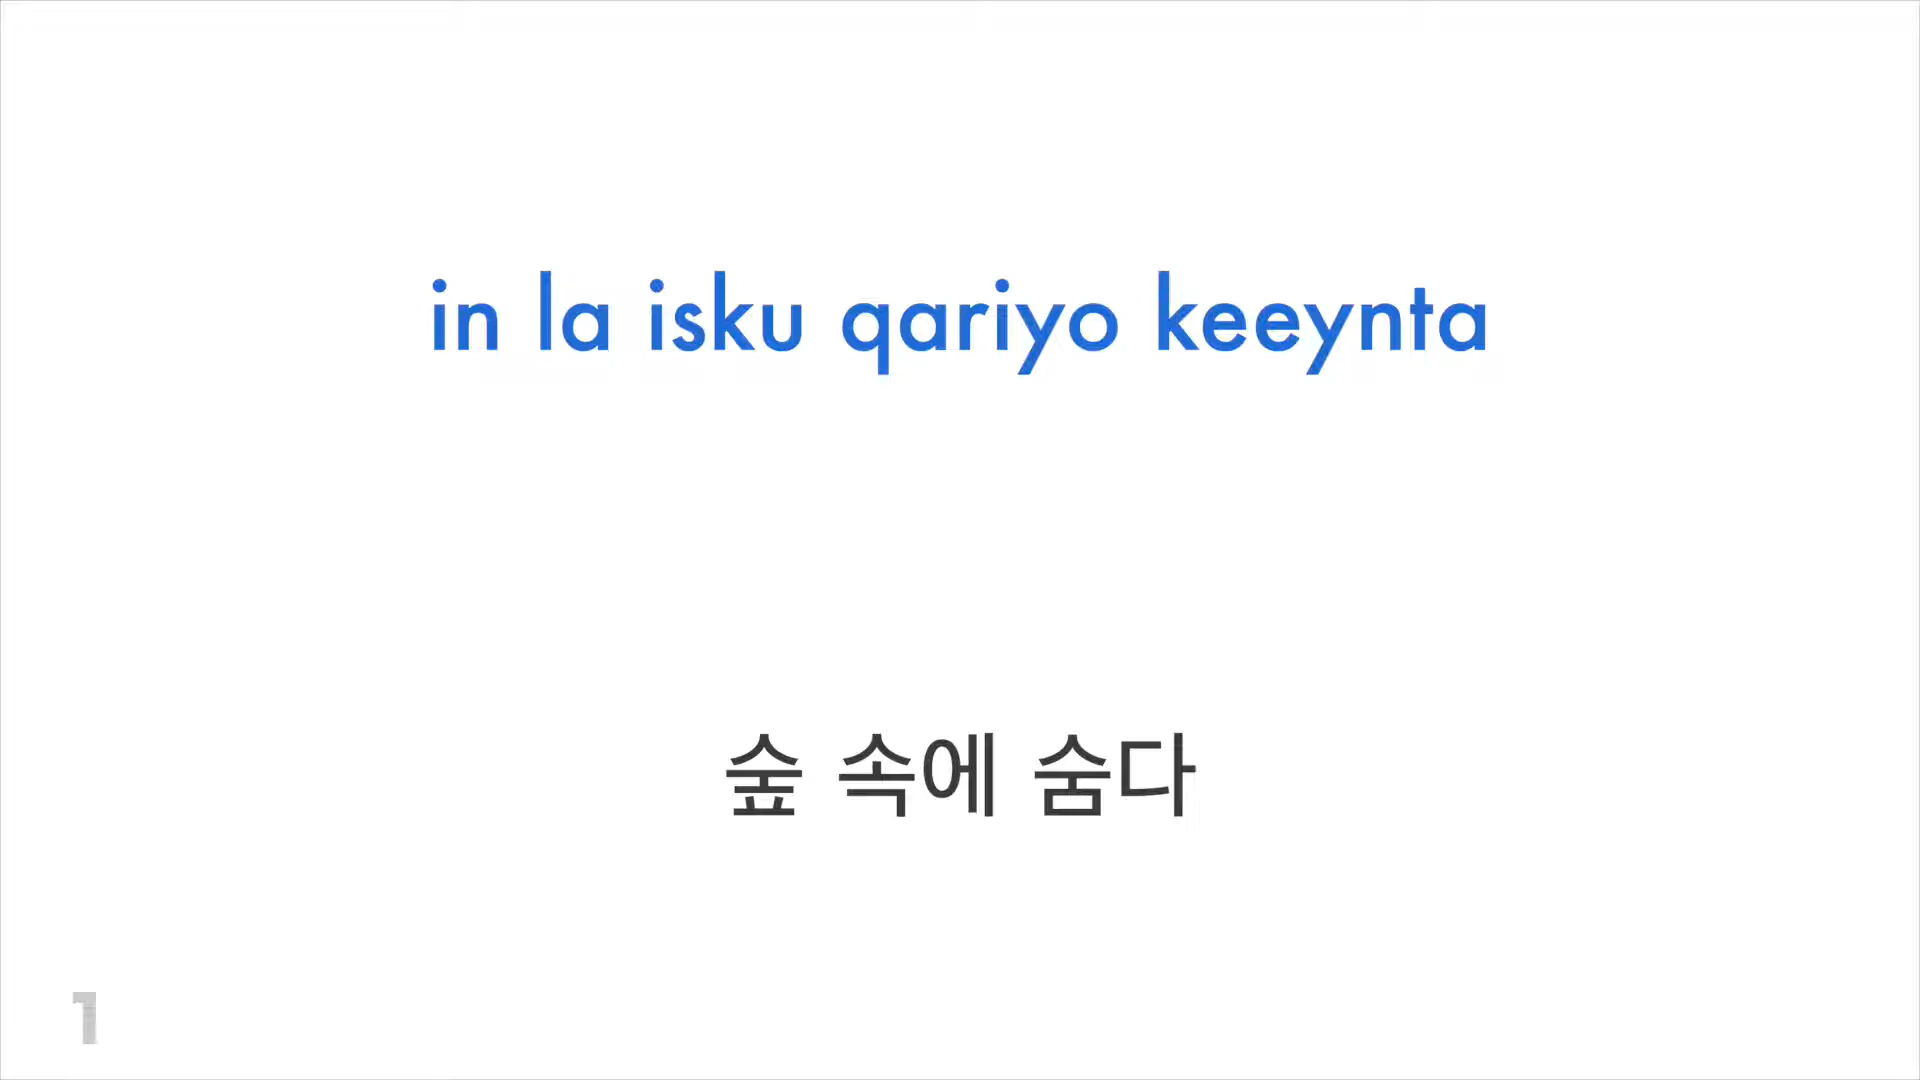 in la isku qariyo keeynta
숲 속에 숨다
1